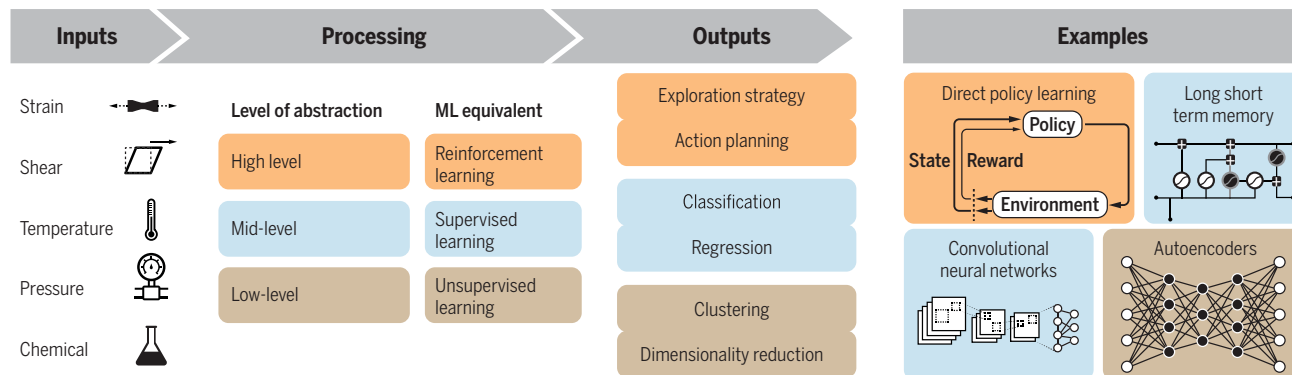 Inputs
Processing
Outputs
Examples
Strain
Shear
Temperature
Pressure
Chemical
Level of abstraction
ML equivalent
High level
Reinforcement
learning
Mid-level
Supervised
learning
Low-level
Unsupervised
learning
Exploration strategy
Action planning
Classification
Regression
Clustering
Dimensionality reduction
Direct policy learning
Policy
State
Reward
Environment
Long short
term memory
Convolutional
neural networks
Autoencoders